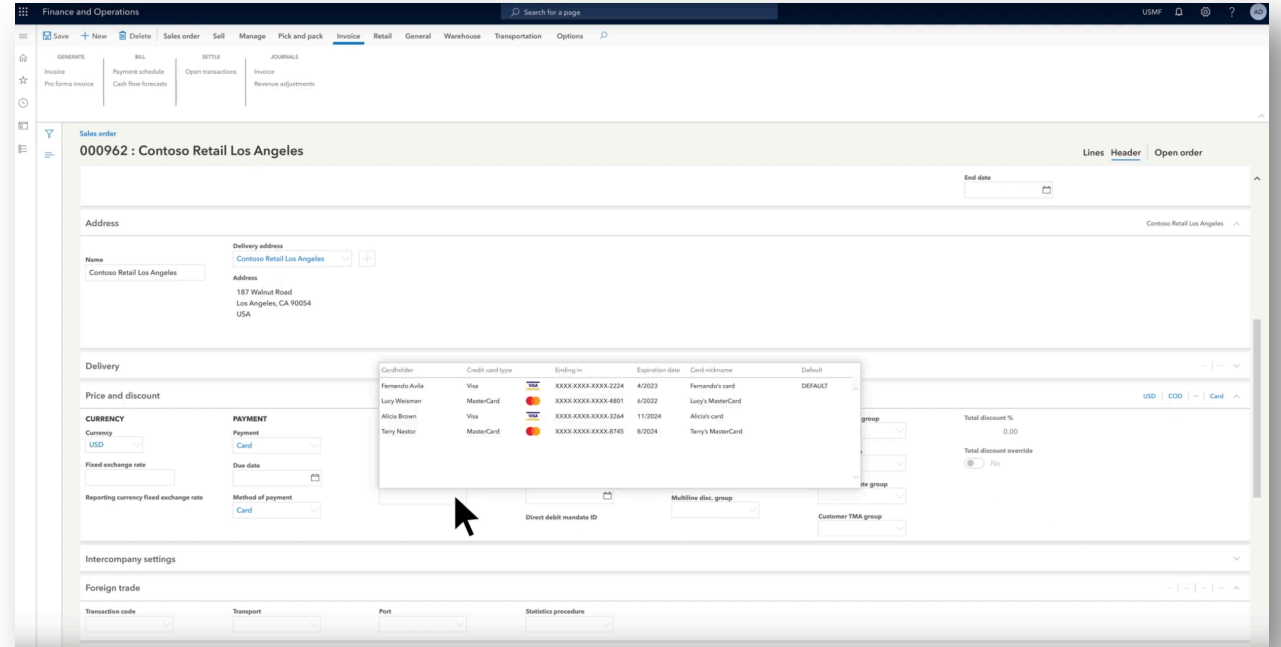 Finance and Operations
Search for a page
USMF
?
AD
Save New Delete Sales order Sell Manage Pick and pack Invoice Retail General Warehouse Transportation Options
GENERATE BILL SETTLE JOURNALS
Invoice Payment schedule Open transactions Invoice
Pro forma invoice Cash flow forecasts Revenue adjustments
Sales order
000962 : Contoso Retail Los Angeles
Lines Header Open order
End date
Address
Contoso Retail Los Angeles
Delivery address
Name
Contoso Retail Los Angeles
Contoso Retail Los Angeles
Address
187 Walnut Road
Los Angeles, CA 90054
USA
Delivery
Cardholder Credit card type Ending in Expiration date Card nickname Default
Fernando Avila Visa VISA XXXX-XXXX-XXXX-2224 4/2023 Fernando's card DEFAULT
Lucy Weisman MasterCard XXXX-XXXX-XXXX-4801 6/2022 Lucy's MasterCard
Alicia Brown Visa VISA XXXX-XXXX-XXXX-3264 11/2024 Alicia's card
Terry Nestor MasterCard XXXX-XXXX-XXXX-8745 8/2024 Terry's MasterCard
Price and discount
USD COD -- Card
CURRENCY PAYMENT
group
Total discount %
Currency Payment
0.00
USD Card
Total discount override
Fixed exchange rate Due date
No
te group
Reporting currency fixed exchange rate Method of payment
Multiline disc. group
Card
Direct debit mandate ID
Customer TMA group
Intercompany settings
Foreign trade
Transaction code Transport Port Statistics procedure